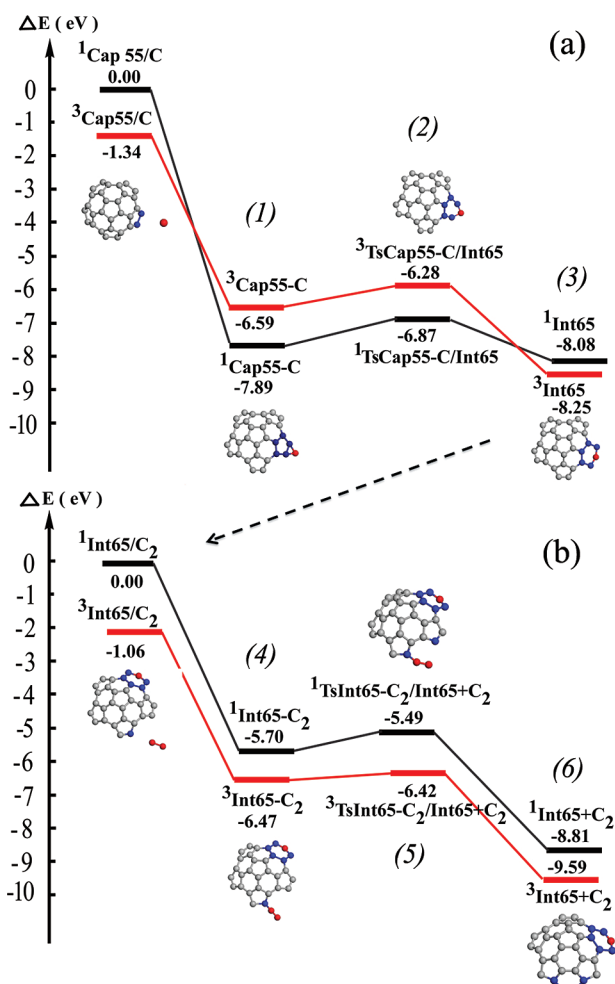 ΔE ( eV )
(a)
0
-1
-2
-3
-4
-5
-6
-7
-8
-9
-10
¹Cap 55/C
0.00
³Cap55/C
-1.34
(1)
(2)
³TsCap55-C/Int65
-6.28
³Cap55-C
-6.59
(3)
¹Int65
-8.08
-6.87
¹TsCap55-C/Int65
¹Cap55-C
-7.89
³Int65
-8.25
ΔE ( eV )
(b)
0
-1
-2
-3
-4
-5
-6
-7
-8
-9
-10
¹Int65/C₂
0.00
³Int65/C₂
-1.06
(4)
¹TsInt65-C₂/Int65+C₂
-5.49
¹Int65-C₂
-5.70
(6)
³Int65-C₂
-6.47
-6.42
³TsInt65-C₂/Int65+C₂
(5)
¹Int65+C₂
-8.81
-9.59
³Int65+C₂